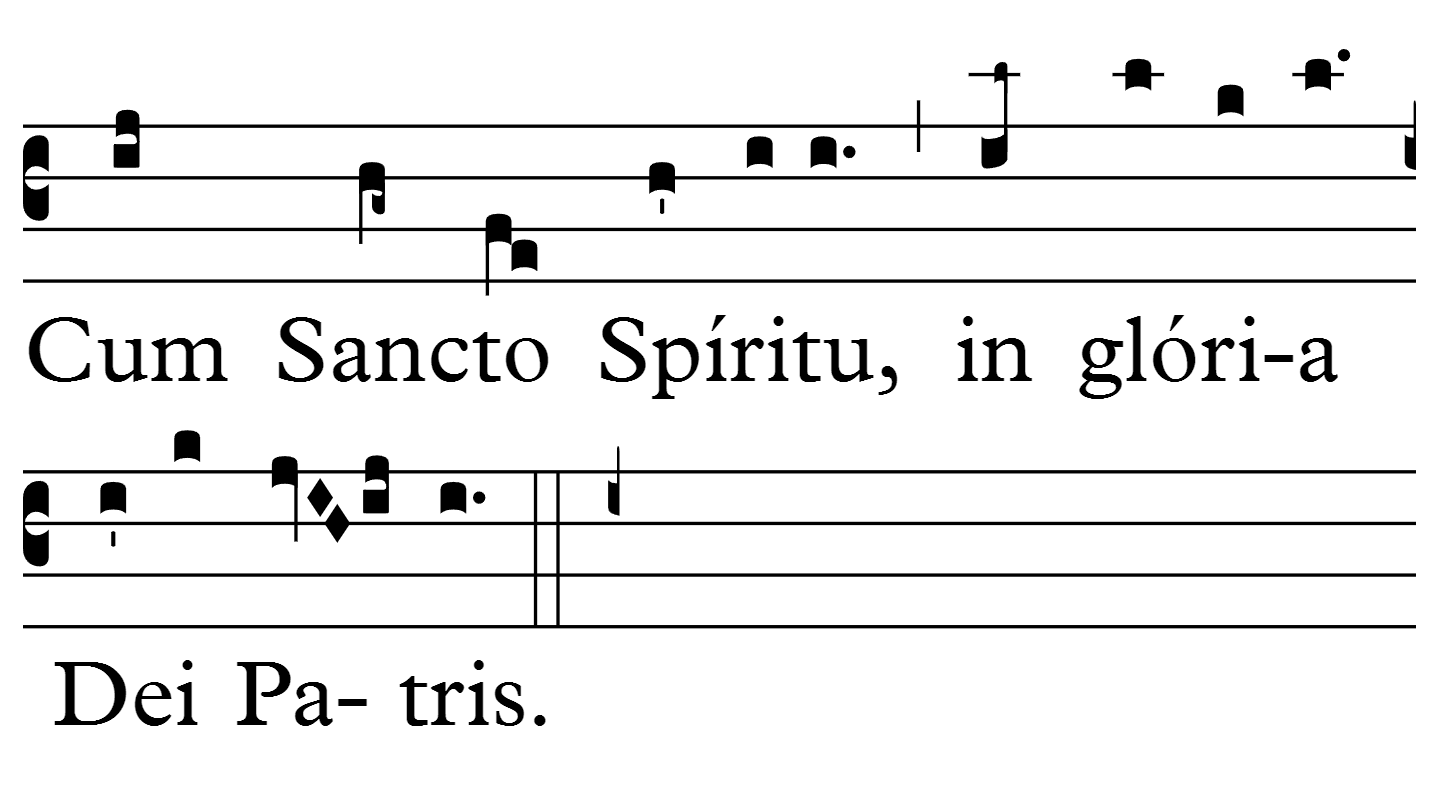 Cum Sancto Spíritu, in glóri-a
Dei Pa- tris.